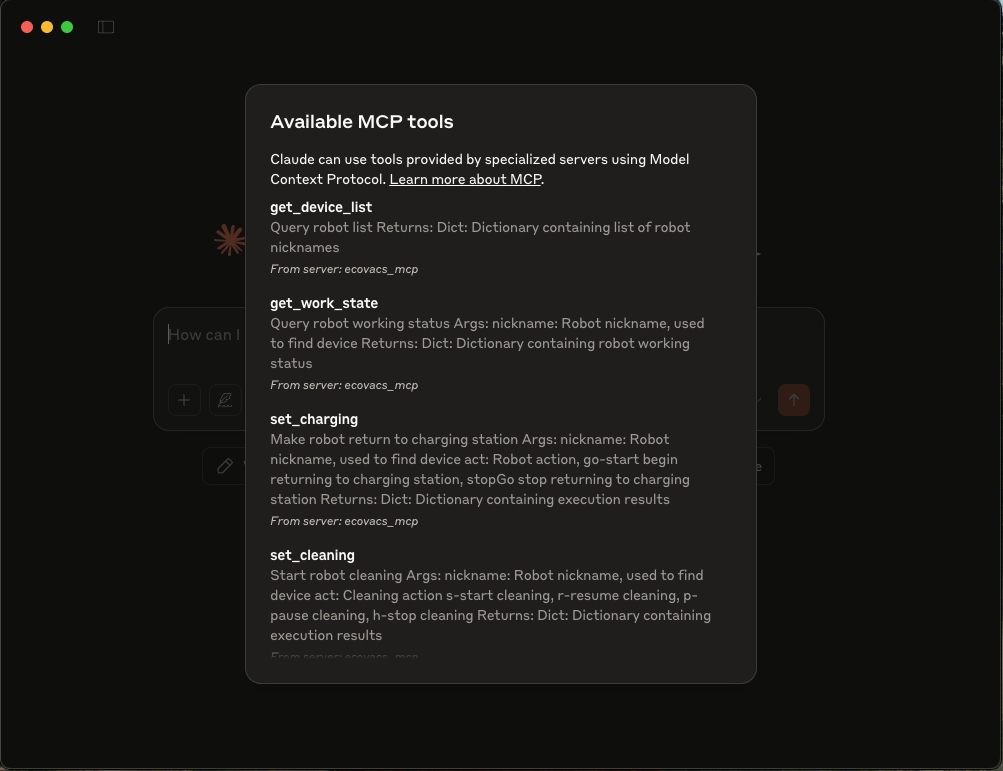 Available MCP tools
Claude can use tools provided by specialized servers using Model
Context Protocol. Learn more about MCP.
get_device_list
Query robot list Returns: Dict: Dictionary containing list of robot
nicknames
From server: ecovacs_mcp
get_work_state
Query robot working status Args: nickname: Robot nickname, used
to find device Returns: Dict: Dictionary containing robot working
status
From server: ecovacs_mcp
How can I
set_charging
Make robot return to charging station Args: nickname: Robot
nickname, used to find device act: Robot action, go-start begin
returning to charging station, stopGo stop returning to charging
station Returns: Dict: Dictionary containing execution results
From server: ecovacs_mcp
set_cleaning
Start robot cleaning Args: nickname: Robot nickname, used to find
device act: Cleaning action s-start cleaning, r-resume cleaning, p-
pause cleaning, h-stop cleaning Returns: Dict: Dictionary containing
execution results
From server: ecovacs_mcp